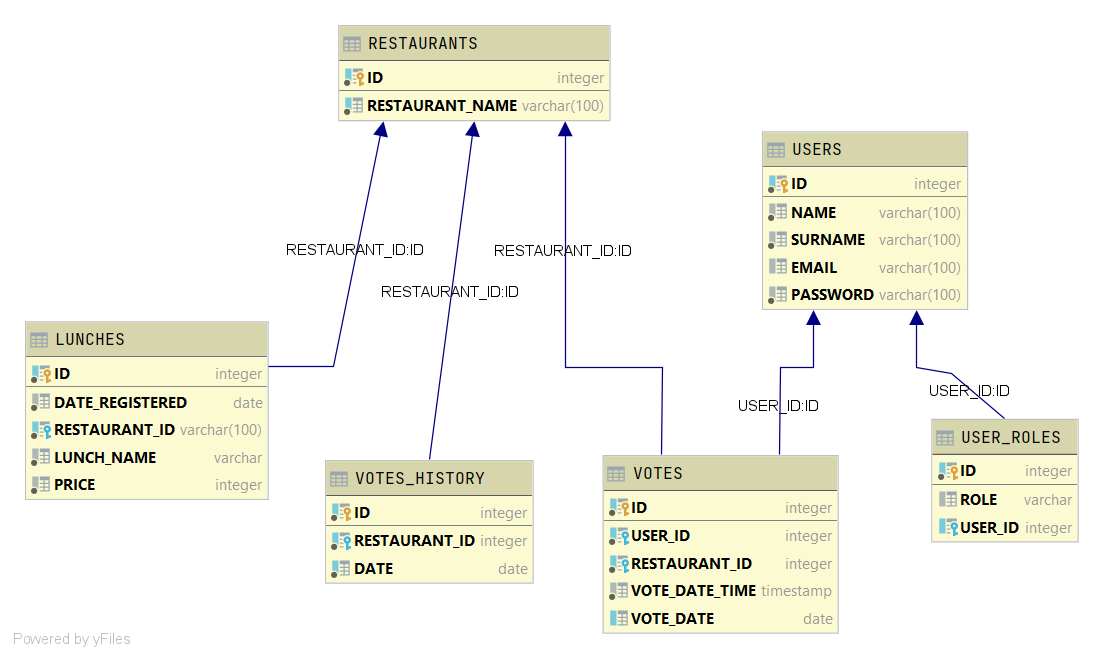 RESTAURANTS
ID integer
RESTAURANT_NAME varchar(100)
USERS
ID integer
NAME varchar(100)
SURNAME varchar(100)
EMAIL varchar(100)
PASSWORD varchar(100)
RESTAURANT_ID:ID
RESTAURANT_ID:ID
RESTAURANT_ID:ID
LUNCHES
ID integer
DATE_REGISTERED date
RESTAURANT_ID varchar(100)
LUNCH_NAME varchar
PRICE integer
USER_ID:ID
USER_ID:ID
VOTES_HISTORY
ID integer
RESTAURANT_ID integer
DATE date
VOTES
ID integer
USER_ID integer
RESTAURANT_ID integer
VOTE_DATE_TIME timestamp
VOTE_DATE date
USER_ROLES
ID integer
ROLE varchar
USER_ID integer
Powered by yFiles